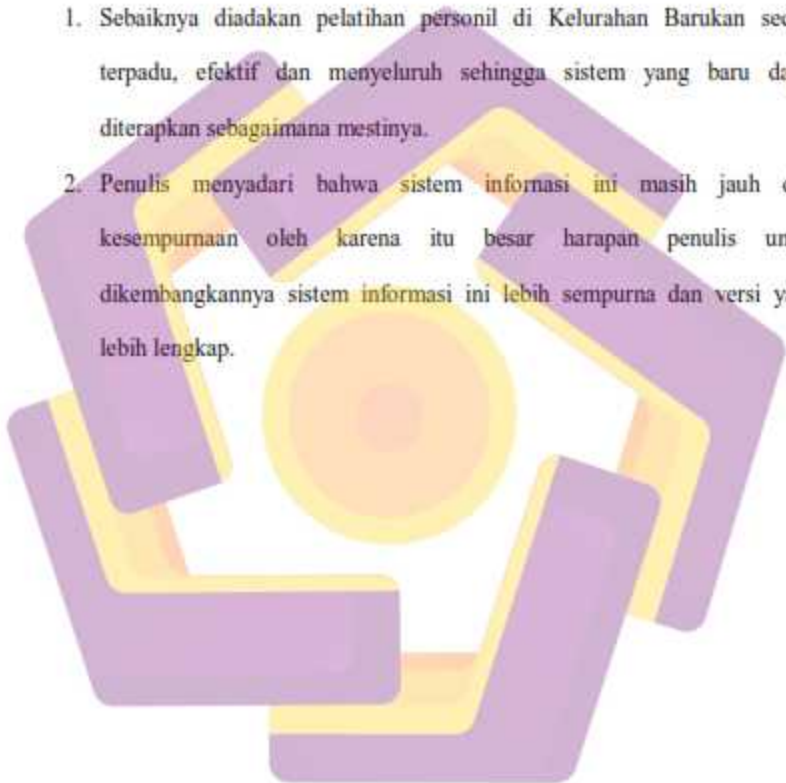 1. Sebaiknya diadakan pelatihan personil di Kelurahan Barukan
terpadu, efektif dan menyeluruh sehingga sistem yang baru
diterapkan sebagaimana mestinya.
2. Penulis menyadari bahwa sistem infornasi ini masih jauh
kesempurnaan oleh karena itu besar harapan penulis
dikembangkannya sistem informasi ini lebih sempurna dan versi
lebih lengkap.